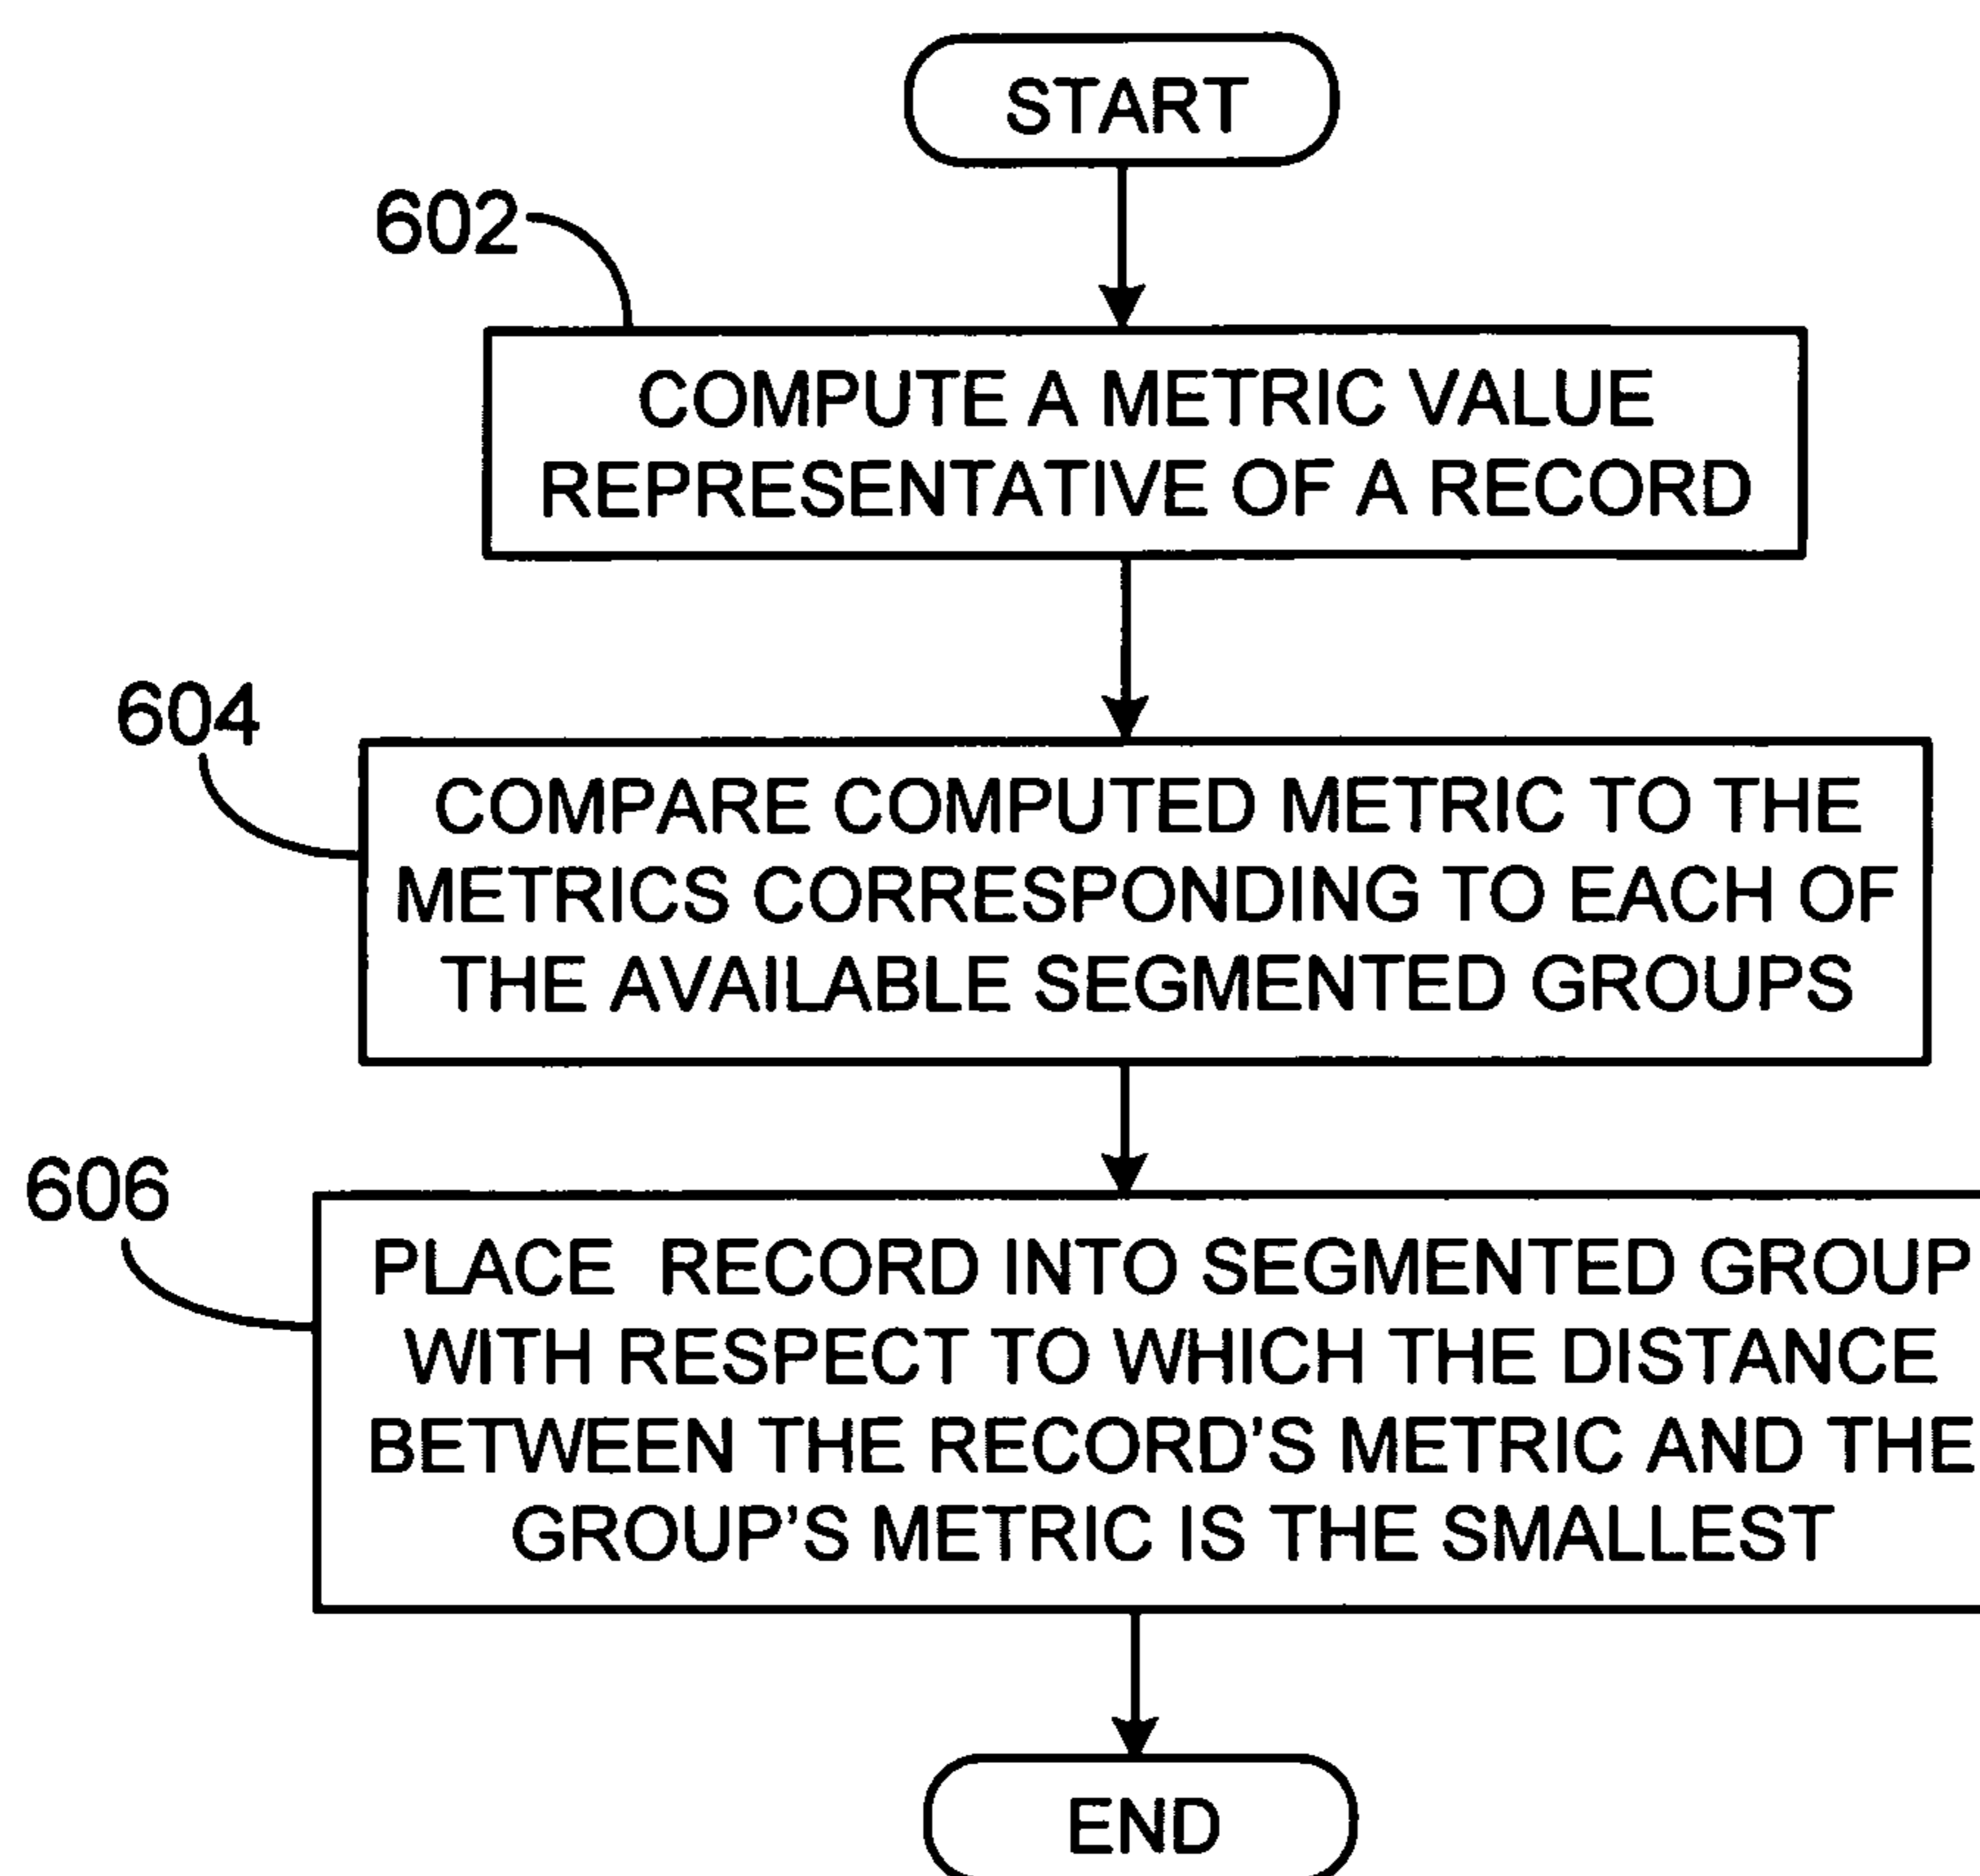 START
602
COMPUTE A METRIC VALUE
REPRESENTATIVE OF A RECORD
604
COMPARE COMPUTED METRIC TO THE
METRICS CORRESPONDING TO EACH OF
THE AVAILABLE SEGMENTED GROUPS
606
PLACE RECORD INTO SEGMENTED GROUP
WITH RESPECT TO WHICH THE DISTANCE
BETWEEN THE RECORD'S METRIC AND THE
GROUP'S METRIC IS THE SMALLEST
END